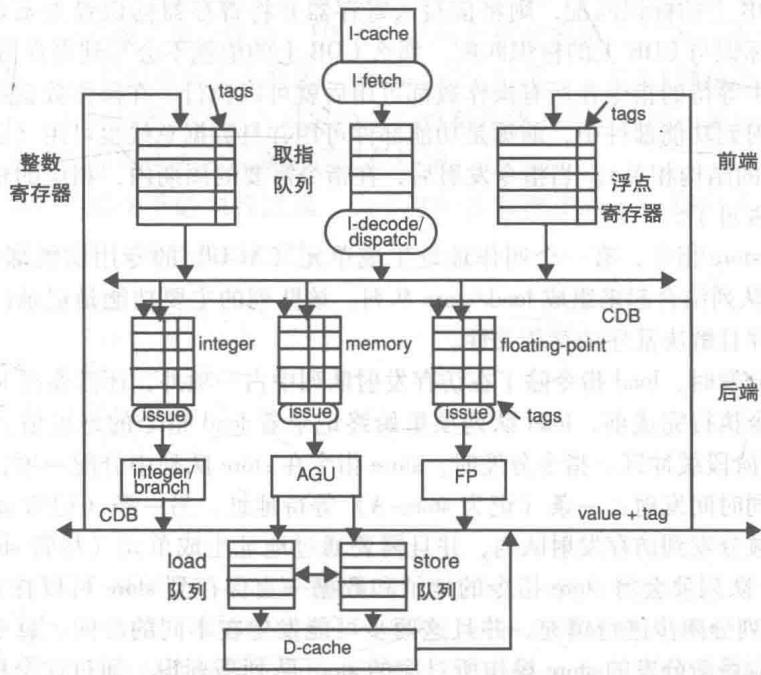 I-cache
I-fetch
tags
tags
整数
寄存器
取指
队列
浮点
寄存器
前端
I-decode/
dispatch
CDB
integer
memory
floating-point
后端
issue
issue
issue
tags
integer/
branch
AGU
FP
CDB
value + tag
load
队列
store
队列
D-cache